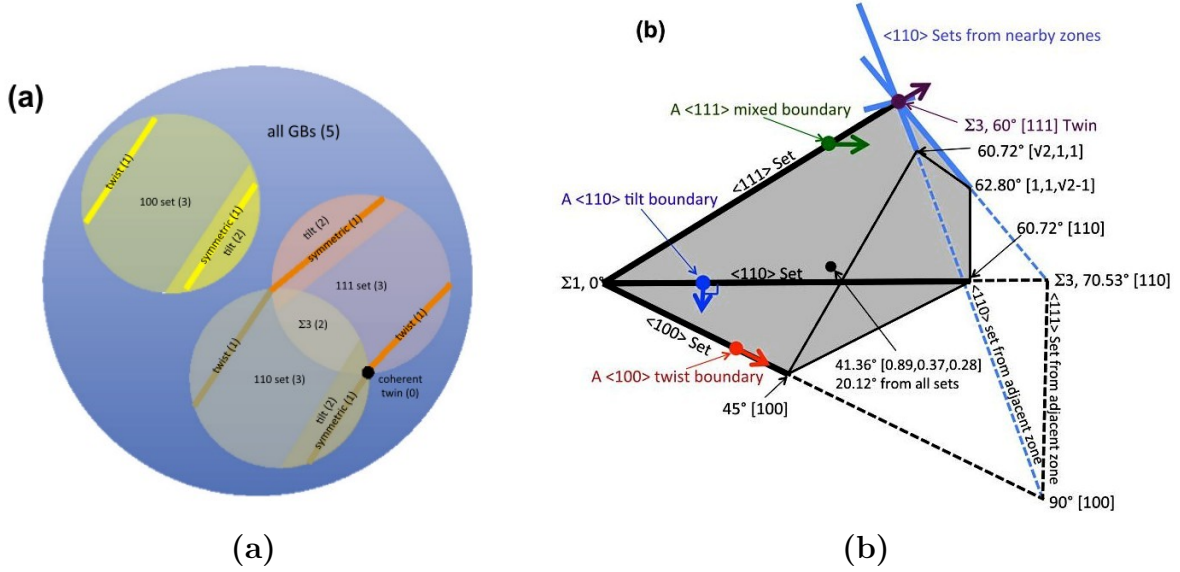 (a)
all GBs (5)
twist (1)
100 set (3)
symmetric (1)
tilt (2)
tilt (2)
symmetric (1)
111 set (3)
Σ3 (2)
twist (1)
twist (1)
110 set (3)
tilt (2)
symmetric (1)
coherent
twin (0)
(a)
(b)
<110> Sets from nearby zones
A <111> mixed boundary
Σ3, 60° [111] Twin
60.72° [√2,1,1]
<111> Set
62.80° [1,1,√2-1]
A <110> tilt boundary
60.72° [110]
<110> Set
Σ1, 0°
Σ3, 70.53° [110]
<100> Set
A <100> twist boundary
41.36° [0.89,0.37,0.28]
20.12° from all sets
45° [100]
<110> set from adjacent zone
<111> Set from adjacent zone
90° [100]
(b)